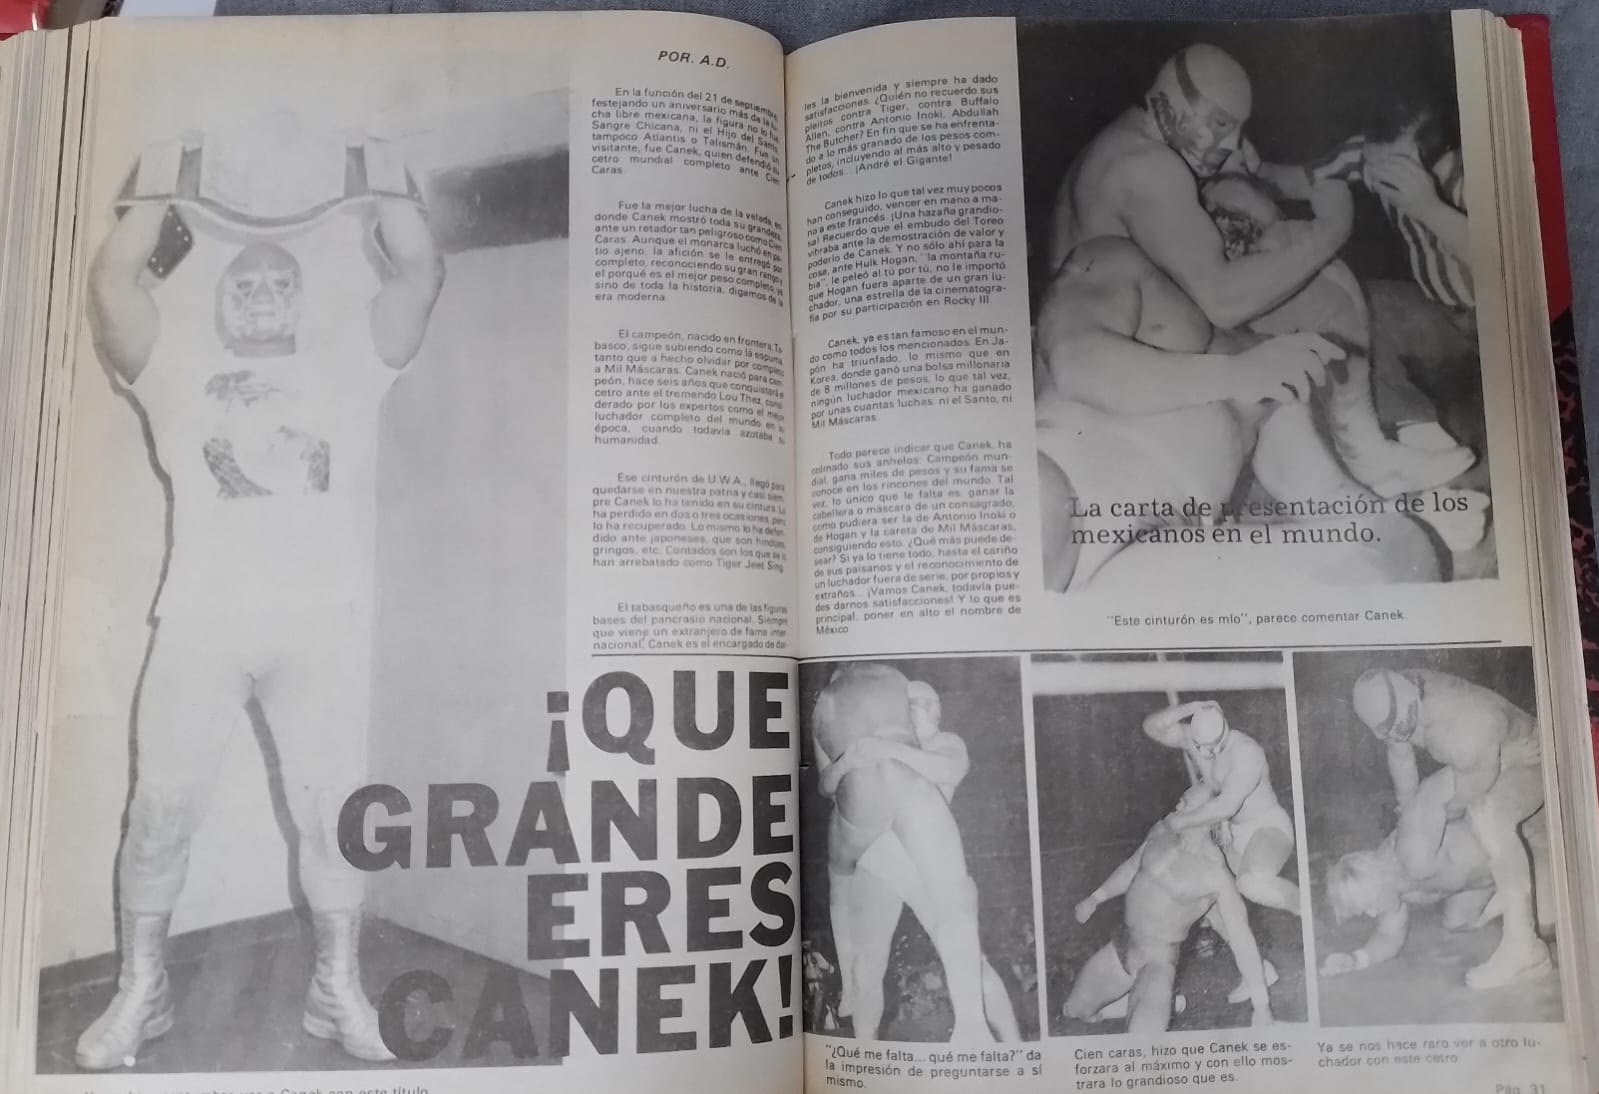 POR. A.D.
En la función del 21 de septiembre,
festejando un aniversario más de la lu-
cha libre mexicana, la figura no lo fue
Sangre Chicana, ni el Hijo del Santo,
tampoco Atlantis o Talismán. Fue un
visitante, fue Canek, quien defendió su
cetro mundial completo ante Cien
Caras.
Fue la mejor lucha de la velada, en
donde Canek mostró toda su grandeza,
ante un retador tan peligroso como Cien
Caras. Aunque el monarca luchó en pa-
tio ajeno, la afición se le entregó por
completo, reconociendo su gran rango y
el porqué es el mejor peso completo, ya
sino de toda la historia, digamos de la
era moderna.
El campeón, nacido en frontera, Ta-
basco, sigue subiendo como la espuma
tanto que a hecho olvidar por completo
a Mil Máscaras. Canek nació para cam-
peón, hace seis años que conquistará el
cetro ante el tremendo Lou Thez, consi-
derado por los expertos como el mejor
luchador completo del mundo en su
época, cuando todavía azotaba su
humanidad.
Ese cinturón de U.W.A., llegó para
quedarse en nuestra patria y casi siem-
pre Canek lo ha tenido en su cintura. Lo
ha perdido en dos o tres ocasiones, pero
lo ha recuperado. Lo mismo lo ha defen-
dido ante japoneses, que son hindúes,
gringos, etc. Contados son los que se lo
han arrebatado como Tiger Jeet Sing
El tabasqueño es una de las figuras
bases del pancrasio nacional. Siempre
que viene un extranjero de fama inter-
nacional, Canek es el encargado de dar-
les la bienvenida y siempre ha dado
satisfacciones. ¿Quién no recuerdo sus
pleitos contra Tiger, contra Buffalo
Allen, contra Antonio Inoki, Abdullah
The Butcher? En fin que se ha enfrenta-
do a lo más granado de los pesos com-
pletos, incluyendo al más alto y pesado
de todos... ¡André el Gigante!
Canek hizo lo que tal vez muy pocos
han conseguido, vencer en mano a ma-
no a este francés. ¡Una hazaña grandio-
sa! Recuerdo que el embudo del Toreo
vibraba ante la demostración de valor y
poderío de Canek. Y no sólo ahí para la
cosa, ante Hulk Hogan, "la montaña ru-
bia", le peleó al tú por tú, no le importó
que Hogan fuera aparte de un gran lu-
chador, una estrella de la cinematogra-
fía por su participación en Rocky III.
Canek, ya es tan famoso en el mun-
do como todos los mencionados. En Ja-
pón ha triunfado, lo mismo que en
Korea, donde ganó una bolsa millonaria
de 8 millones de pesos, lo que tal vez,
ningún luchador mexicano ha ganado
por unas cuantas luchas, ni el Santo, ni
Mil Máscaras.
Todo parece indicar que Canek, ha
colmado sus anhelos: Campeón mun-
dial, gana miles de pesos y su fama se
conoce en los rincones del mundo. Tal
vez, lo único que le falta es, ganar la
cabellera o máscara de un consagrado,
como pudiera ser la de Antonio Inoki o
de Hogan y la careta de Mil Máscaras,
consiguiendo esto. ¿Qué más puede de-
sear? Si ya lo tiene todo, hasta el cariño
de sus paisanos y el reconocimiento de
un luchador fuera de serie, por propios y
extraños... ¡Vamos Canek, todavía pue-
des darnos satisfacciones! Y lo que es
principal, poner en alto el nombre de
México
La carta de presentación de los
mexicanos en el mundo.
"Este cinturón es mío", parece comentar Canek.
¡QUE
GRANDE
ERES
CANEK!
"¿Qué me falta... qué me falta?" da
la impresión de preguntarse a sí
mismo.
Cien caras, hizo que Canek se es-
forzara al máximo y con ello mos-
trara lo grandioso que es.
Ya se nos hace raro ver a otro lu-
chador con este cetro.
a Canek con este título
Pág. 31